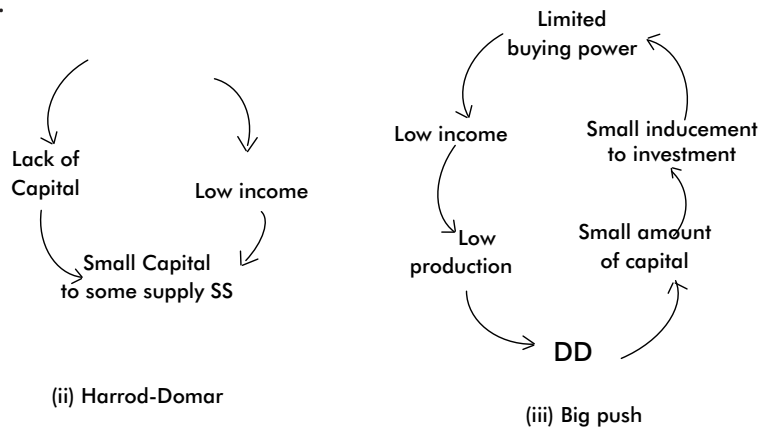 Lack of
Capital
Low income
Small Capital
to some supply SS
(ii) Harrod-Domar
Limited
buying power
Low income
Low
production
DD
Small amount
of capital
Small inducement
to investment
(iii) Big push